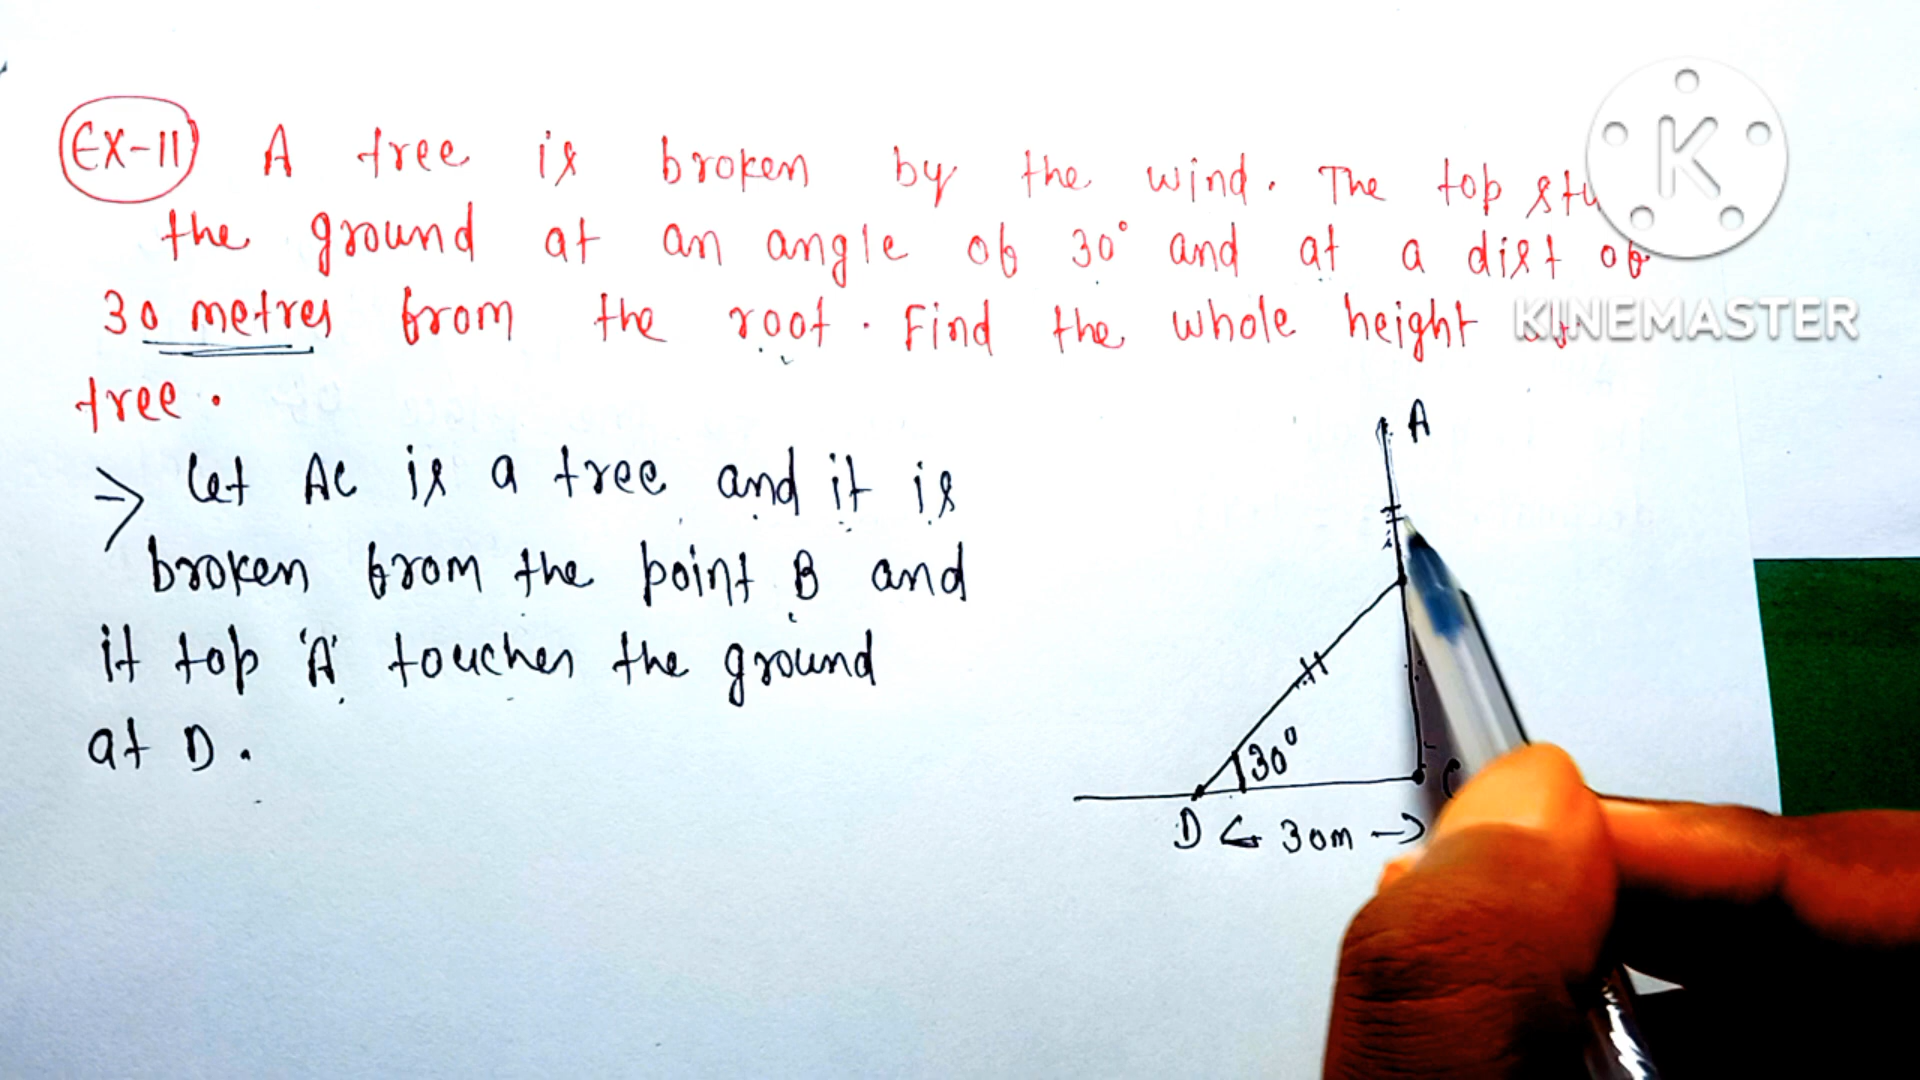 EX-11 A tree is broken by the wind. The top
the ground at an angle of 30° and at a dist of
30 metres from the root. Find the whole height
tree.
→ Let AC is a tree and it is
broken from the point B and
it top 'A' touches the ground
at D.
A
30°
C
D ← 30m →
K
KINEMASTER